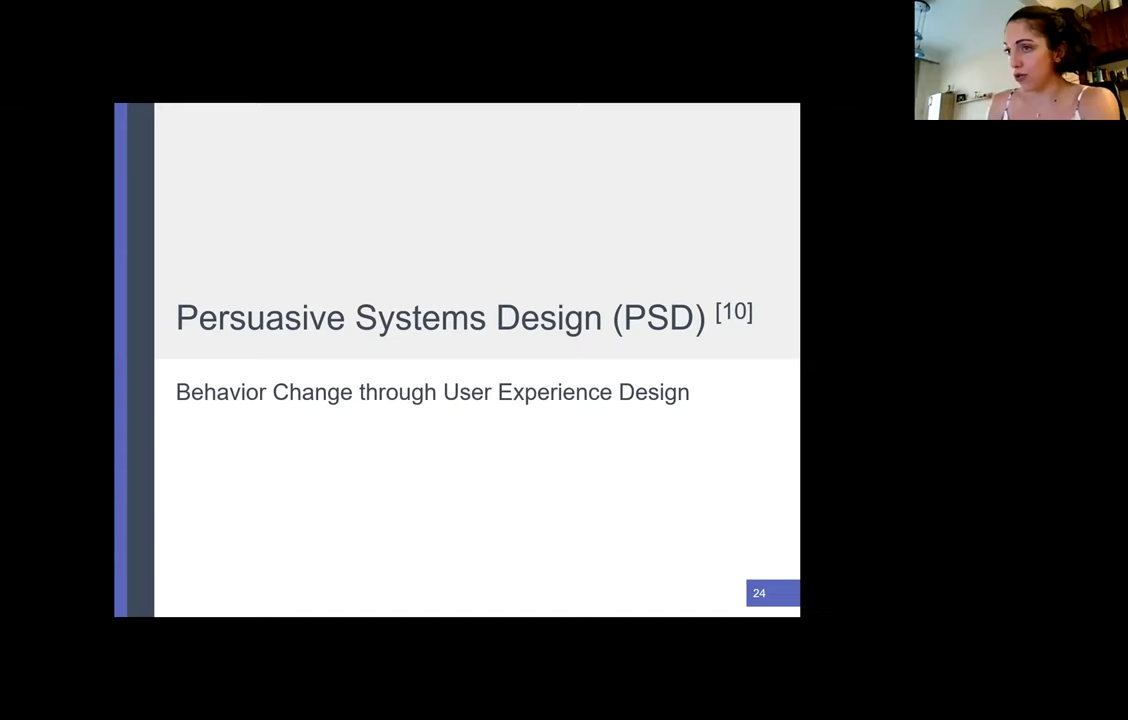 Persuasive Systems Design (PSD) [10]
Behavior Change through User Experience Design
24